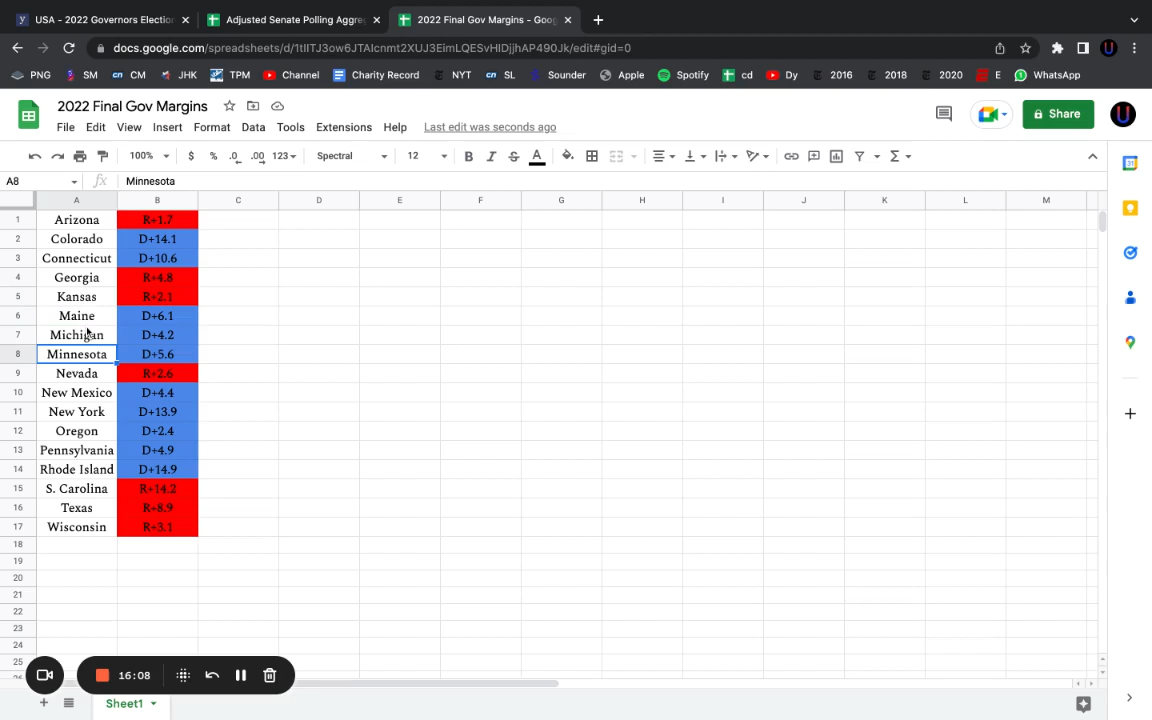 USA - 2022 Governors Election
Adjusted Senate Polling Aggre
2022 Final Gov Margins - Goog
docs.google.com/spreadsheets/d/1tIITJ3ow6JTAIcnmt2XUJ3EimLQESvHIDjjhAP490Jk/edit#gid=0
PNG SM CM JHK TPM Channel Charity Record NYT SL Sounder Apple Spotify cd Dy 2016 2018 2020 E WhatsApp
2022 Final Gov Margins
File Edit View Insert Format Data Tools Extensions Help Last edit was seconds ago
Share
100% $ % .0 .00 123 Spectral 12 B I S A
A8 fx Minnesota
A B C D E F G H I J K L M
1 Arizona R+1.7
2 Colorado D+14.1
3 Connecticut D+10.6
4 Georgia R+4.8
5 Kansas R+2.1
6 Maine D+6.1
7 Michigan D+4.2
8 Minnesota D+5.6
9 Nevada R+2.6
10 New Mexico D+4.4
11 New York D+13.9
12 Oregon D+2.4
13 Pennsylvania D+4.9
14 Rhode Island D+14.9
15 S. Carolina R+14.2
16 Texas R+8.9
17 Wisconsin R+3.1
18
19
20
21
22
23
24
25
16:08
Sheet1